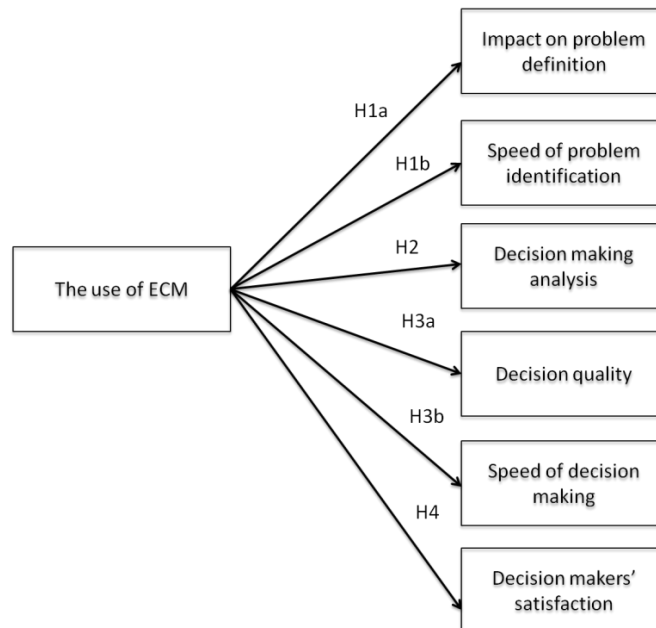 Impact on problem
definition
H1a
H1b
Speed of problem
identification
H2
Decision making
analysis
The use of ECM
H3a
Decision quality
H3b
Speed of decision
making
H4
Decision makers’
satisfaction